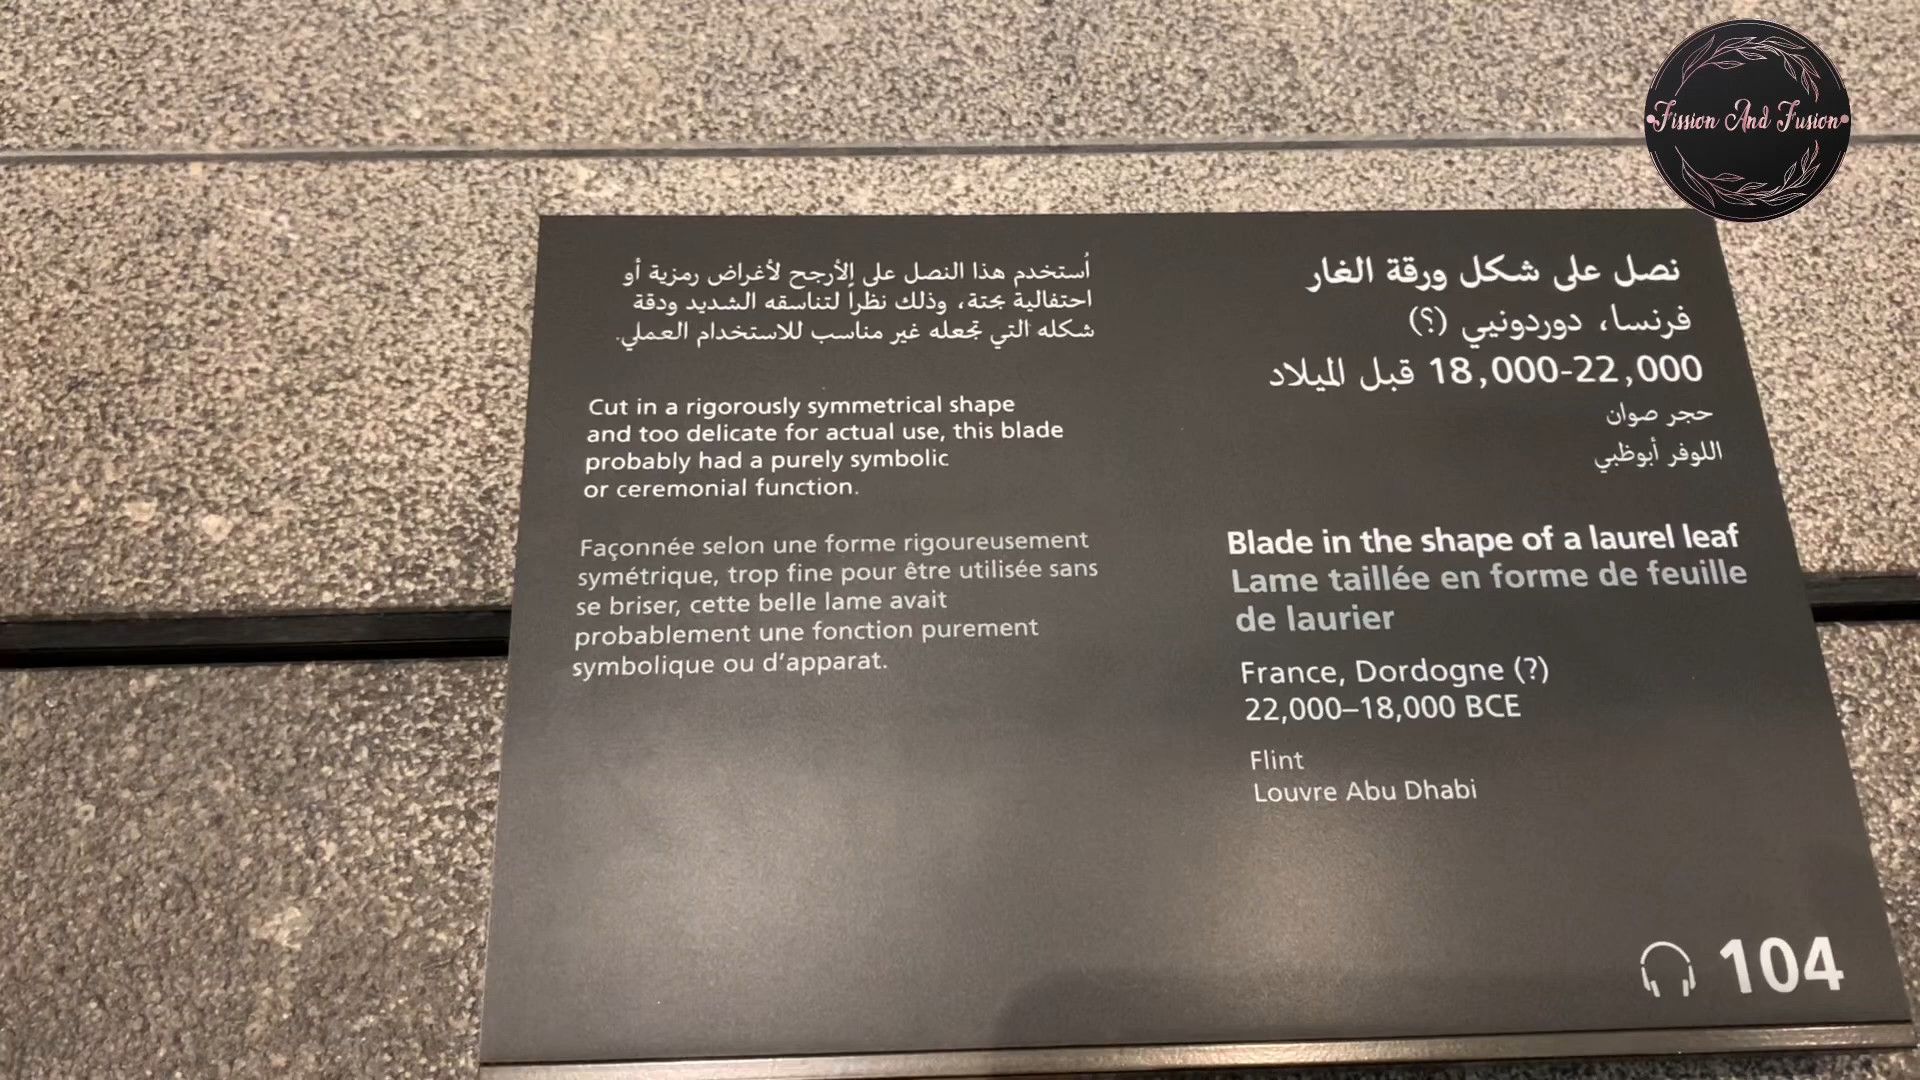 Fission And Fusion
أُستخدم هذا النصل على الأرجح لأغراض رمزية أو
احتفالية بحتة، وذلك نظراً لتناسقه الشديد ودقة
شكله التي تجعله غير مناسب للاستخدام العملي.
Cut in a rigorously symmetrical shape
and too delicate for actual use, this blade
probably had a purely symbolic
or ceremonial function.
Façonnée selon une forme rigoureusement
symétrique, trop fine pour être utilisée sans
se briser, cette belle lame avait
probablement une fonction purement
symbolique ou d’apparat.
نصل على شكل ورقة الغار
فرنسا، دوردونيي (؟)
18,000-22,000 قبل الميلاد
حجر صوان
اللوفر أبوظبي
Blade in the shape of a laurel leaf
Lame taillée en forme de feuille
de laurier
France, Dordogne (?)
22,000–18,000 BCE
Flint
Louvre Abu Dhabi
104